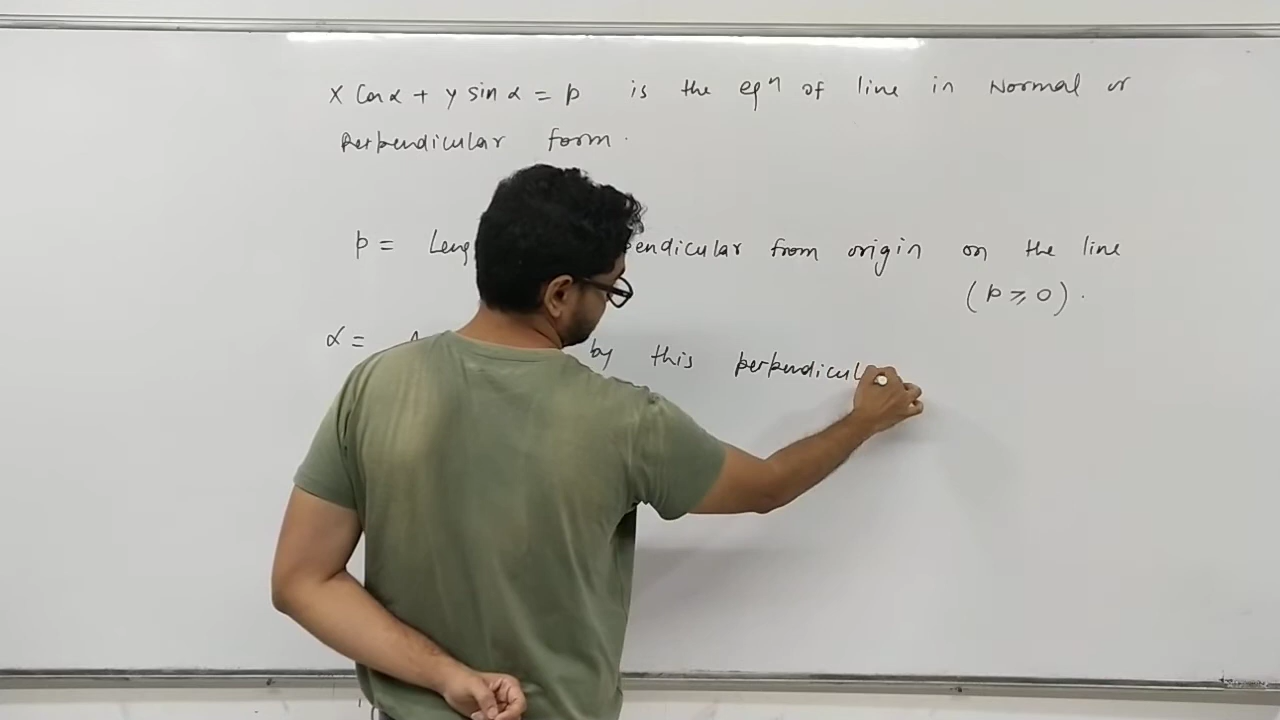 x Cos α + y sin α = p is the eqⁿ of line in Normal or
Perpendicular form.
p = Leng pendicular from origin on the line
(p ⩾ 0).
α = by this perpendicul